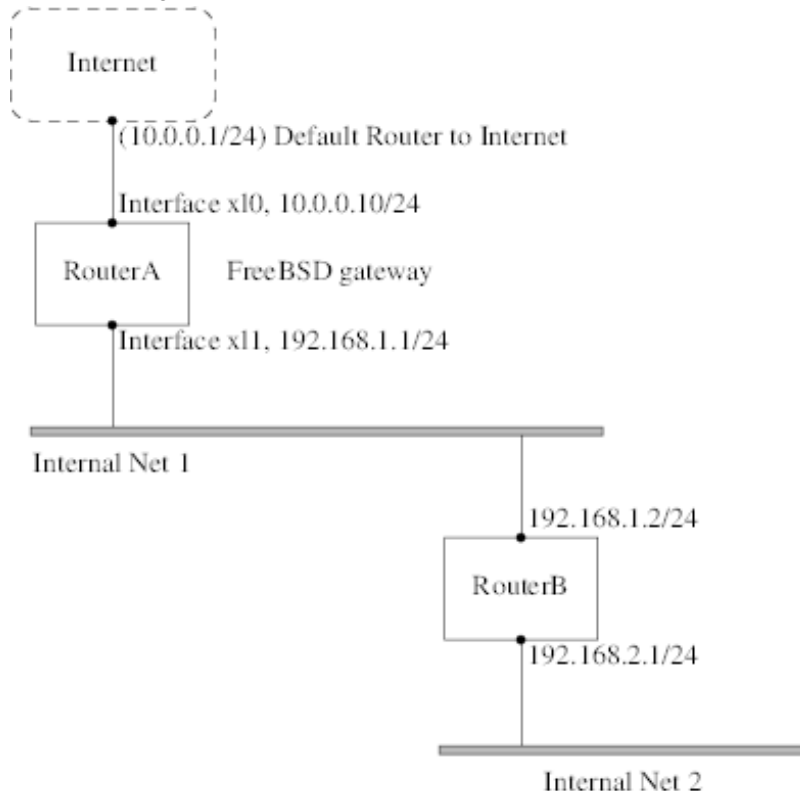 Internet
(10.0.0.1/24) Default Router to Internet
Interface xl0, 10.0.0.10/24
RouterA
FreeBSD gateway
Interface xl1, 192.168.1.1/24
Internal Net 1
192.168.1.2/24
RouterB
192.168.2.1/24
Internal Net 2